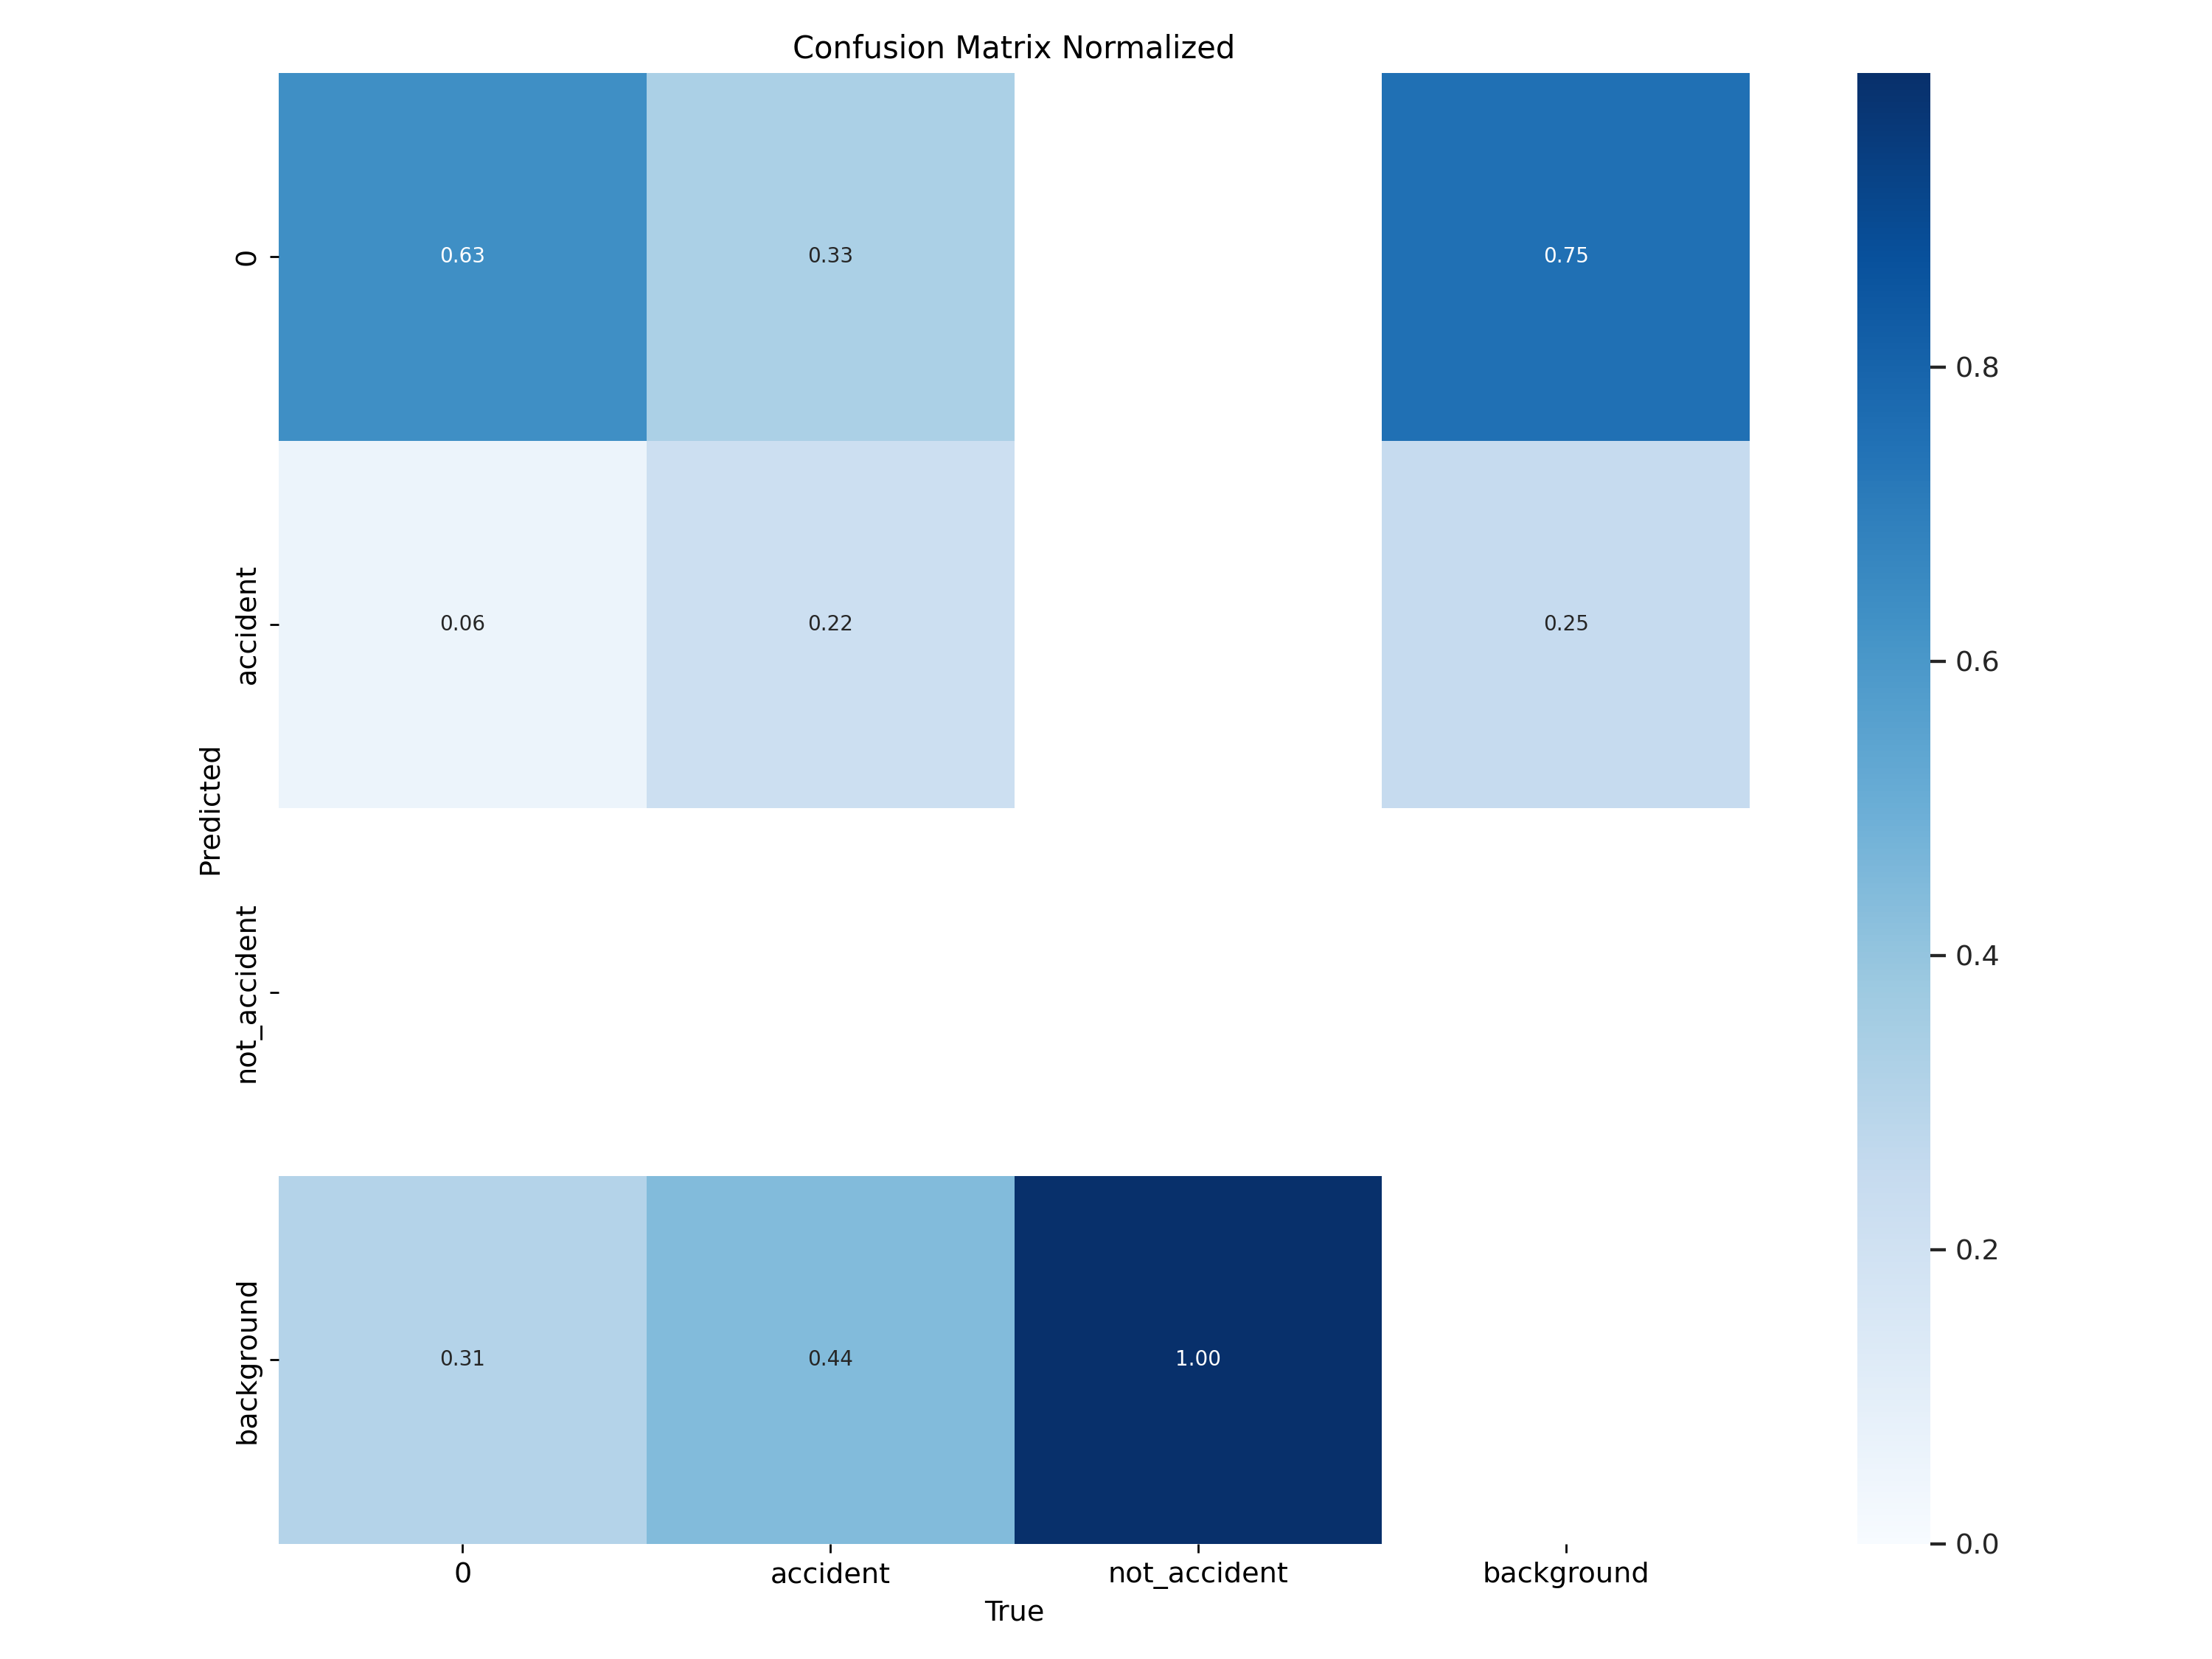 Confusion Matrix Normalized
0
0.63
0.33
0.75
0.8
accident
0.06
0.22
0.25
0.6
Predicted
not_accident
0.4
background
0.31
0.44
1.00
0.2
0.0
0
accident
not_accident
background
True